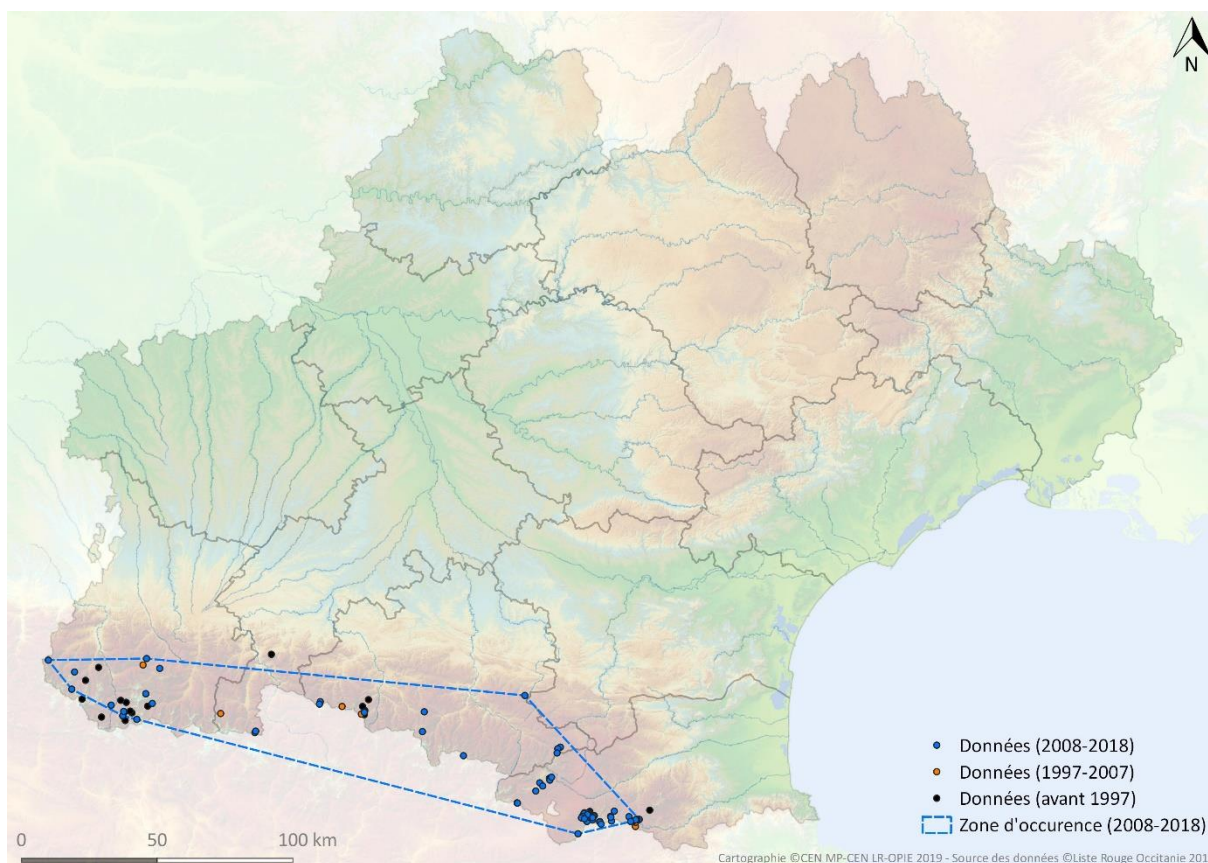 N
Données (2008-2018)
Données (1997-2007)
Données (avant 1997)
Zone d'occurence (2008-2018)
0 50 100 km
Cartographie ©CEN MP-CEN LR-OPIE 2019 - Source des données ©Liste Rouge Occitanie 201